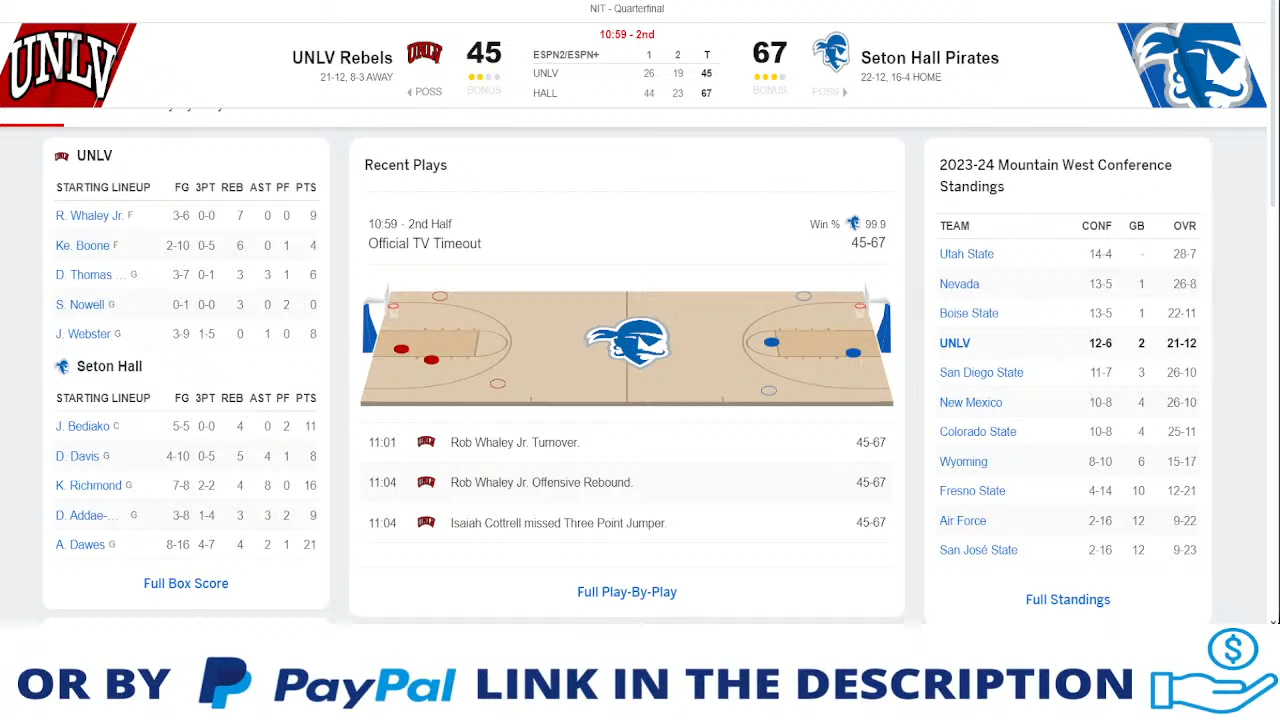 NIT - Quarterfinal
UNLV
UNLV Rebels
21-12, 8-3 AWAY
UNLV
45
BONUS
POSS
10:59 - 2nd
ESPN2/ESPN+ 1 2 T
UNLV 26 19 45
HALL 44 23 67
67
BONUS
POSS
Seton Hall Pirates
22-12, 16-4 HOME
UNLV
STARTING LINEUP FG 3PT REB AST PF PTS
R. Whaley Jr. F 3-6 0-0 7 0 0 9
Ke. Boone F 2-10 0-5 6 0 1 4
D. Thomas ... G 3-7 0-1 3 3 1 6
S. Nowell G 0-1 0-0 3 0 2 0
J. Webster G 3-9 1-5 0 1 0 8
Seton Hall
STARTING LINEUP FG 3PT REB AST PF PTS
J. Bediako C 5-5 0-0 4 0 2 11
D. Davis G 4-10 0-5 5 4 1 8
K. Richmond G 7-8 2-2 4 8 0 16
D. Addae-... G 3-8 1-4 3 3 2 9
A. Dawes G 8-16 4-7 4 2 1 21
Full Box Score
Recent Plays
10:59 - 2nd Half Win % 99.9
Official TV Timeout 45-67
11:01 Rob Whaley Jr. Turnover. 45-67
11:04 Rob Whaley Jr. Offensive Rebound. 45-67
11:04 Isaiah Cottrell missed Three Point Jumper. 45-67
Full Play-By-Play
2023-24 Mountain West Conference
Standings
TEAM CONF GB OVR
Utah State 14-4 - 28-7
Nevada 13-5 1 26-8
Boise State 13-5 1 22-11
UNLV 12-6 2 21-12
San Diego State 11-7 3 26-10
New Mexico 10-8 4 26-10
Colorado State 10-8 4 25-11
Wyoming 8-10 6 15-17
Fresno State 4-14 10 12-21
Air Force 2-16 12 9-22
San José State 2-16 12 9-23
Full Standings
OR BY PayPal LINK IN THE DESCRIPTION
$